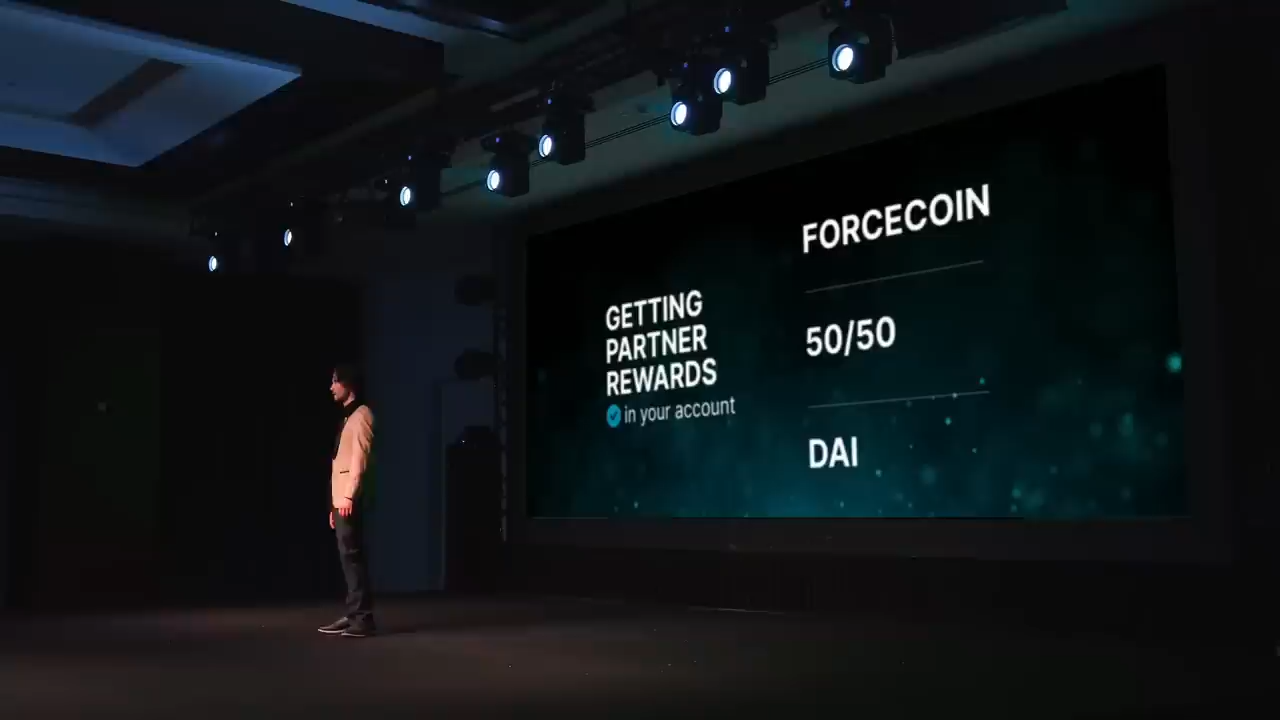 GETTING
PARTNER
REWARDS
in your account
FORCECOIN
50/50
DAI